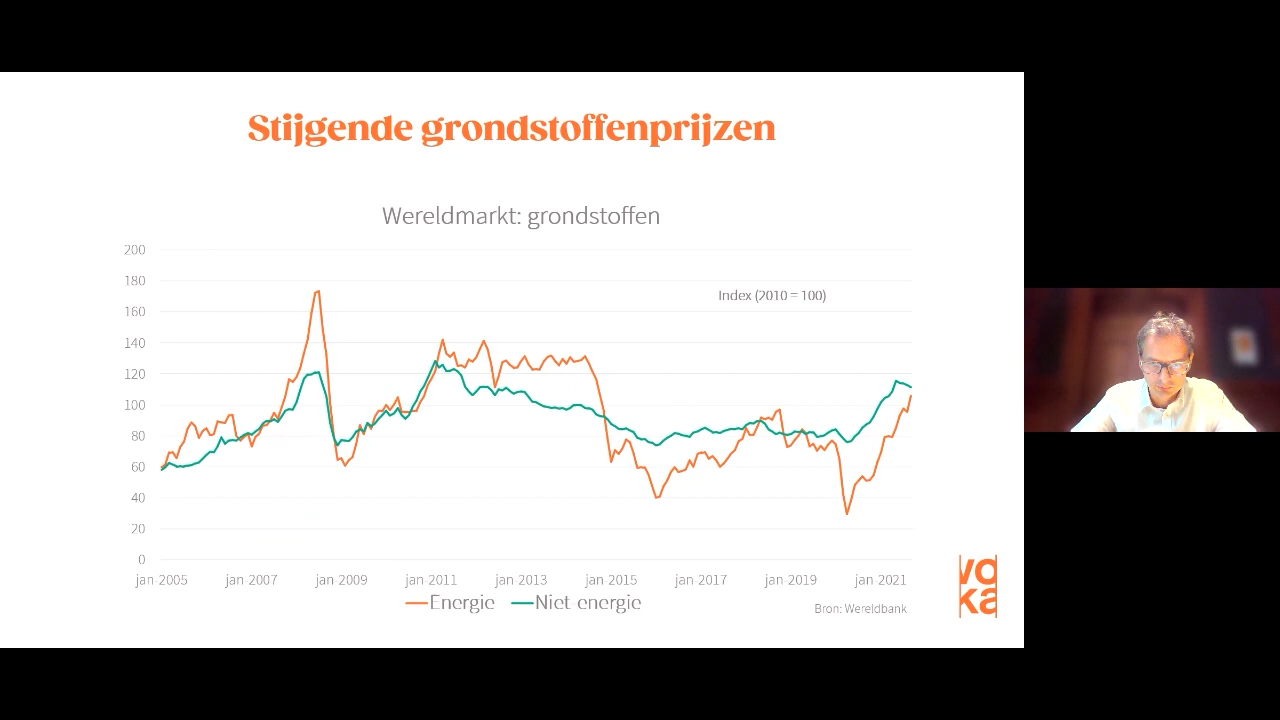 Stijgende grondstoffenprijzen
Wereldmarkt: grondstoffen
Index (2010 = 100)
200
180
160
140
120
100
80
60
40
20
0
jan 2005 jan 2007 jan 2009 jan 2011 jan 2013 jan 2015 jan 2017 jan 2019 jan 2021
Energie Niet energie
Bron: Wereldbank
vo
ka